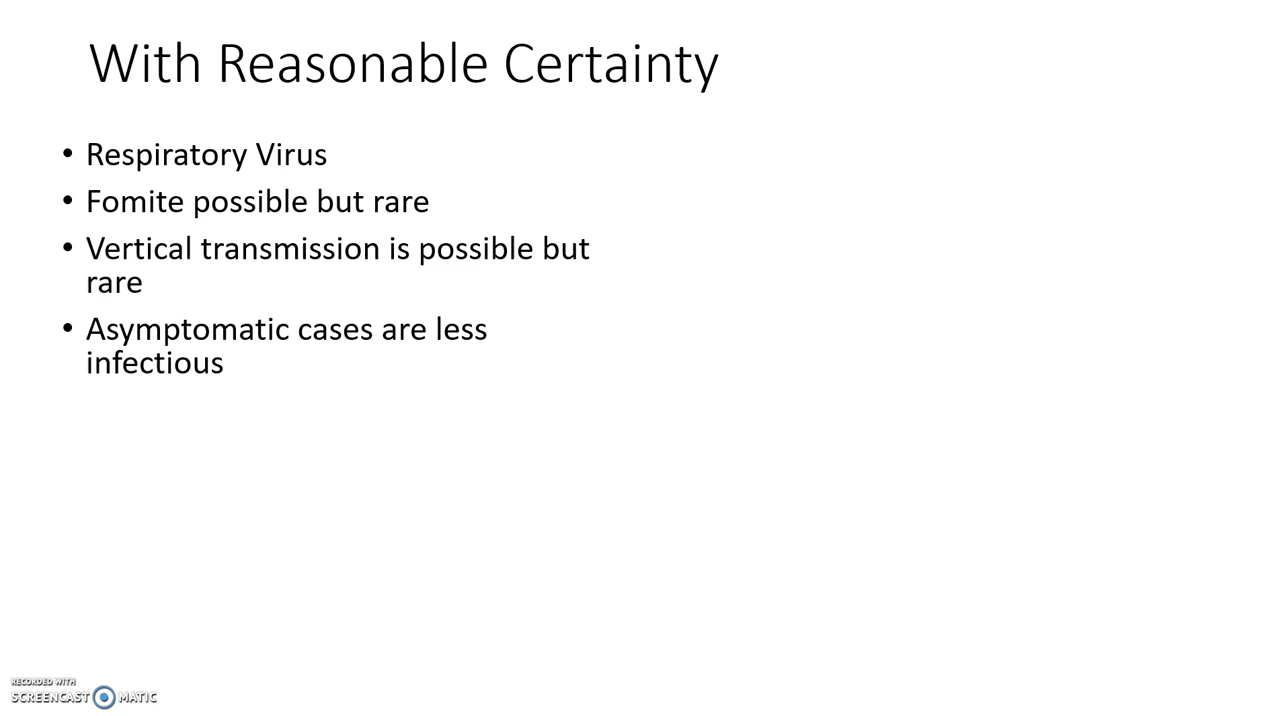 With Reasonable Certainty
• Respiratory Virus
• Fomite possible but rare
• Vertical transmission is possible but
rare
• Asymptomatic cases are less
infectious
RECORDED WITH
SCREENCAST MATIC